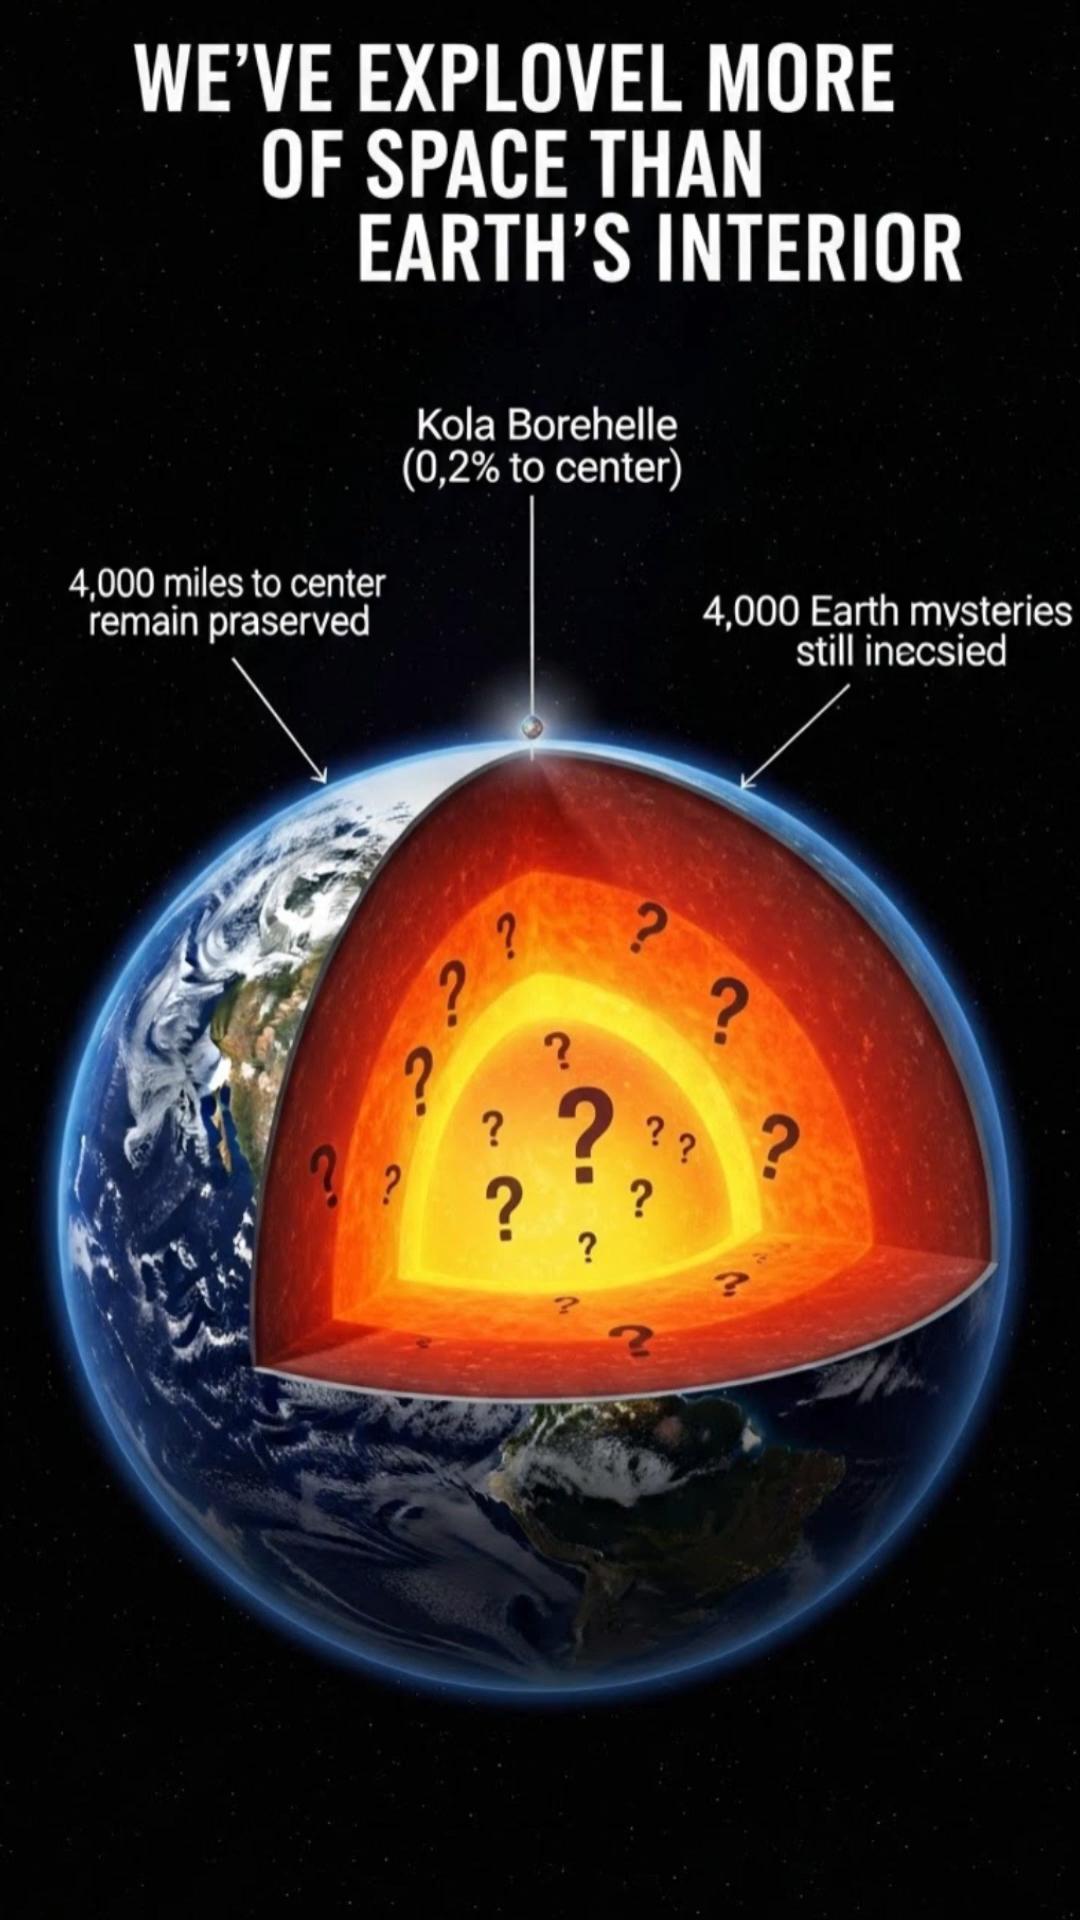 WE'VE EXPLOVEL MORE
OF SPACE THAN
EARTH'S INTERIOR
Kola Borehelle
(0,2% to center)
4,000 miles to center
remain praserved
4,000 Earth mvsteries
still inecsied
? ?
? ?
?
? ?
? ? ? ? ?
? ? ? ?
?
? ?
? ?
? ?